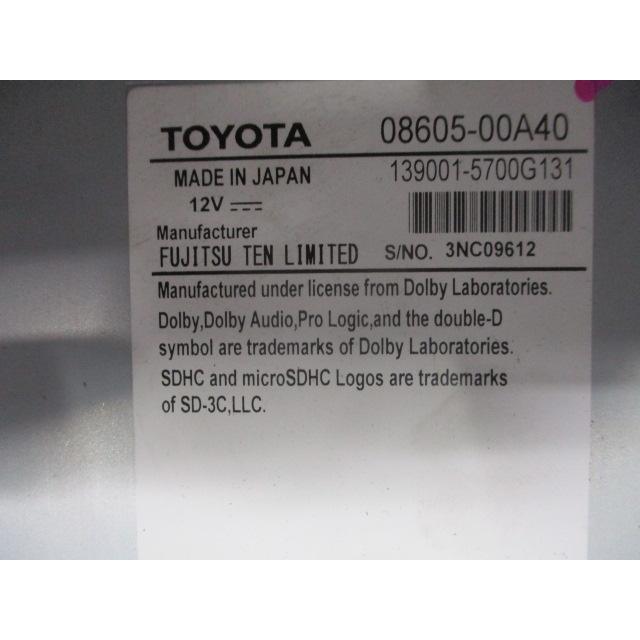 TOYOTA 08605-00A40
MADE IN JAPAN 139001-5700G131
12V
Manufacturer
FUJITSU TEN LIMITED S/NO. 3NC09612
Manufactured under license from Dolby Laboratories.
Dolby,Dolby Audio,Pro Logic,and the double-D
symbol are trademarks of Dolby Laboratories.
SDHC and microSDHC Logos are trademarks
of SD-3C,LLC.